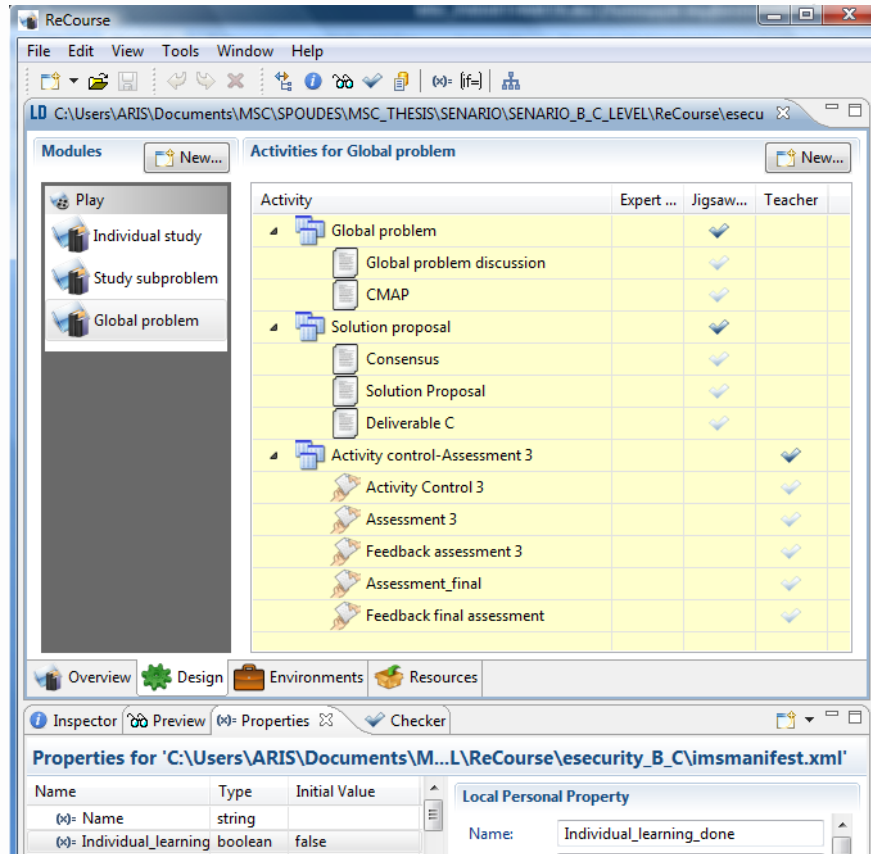 ReCourse
File Edit View Tools Window Help
(x)= [if=]
LD C:\Users\ARIS\Documents\MSC\SPOUDES\MSC_THESIS\SENARIO\SENARIO_B_C_LEVEL\ReCourse\esecu
Modules New... Activities for Global problem New...
Play
Individual study
Study subproblem
Global problem
Activity Expert ... Jigsaw... Teacher
Global problem
Global problem discussion
CMAP
Solution proposal
Consensus
Solution Proposal
Deliverable C
Activity control-Assessment 3
Activity Control 3
Assessment 3
Feedback assessment 3
Assessment_final
Feedback final assessment
Overview Design Environments Resources
Inspector Preview (x)= Properties Checker
Properties for 'C:\Users\ARIS\Documents\M...L\ReCourse\esecurity_B_C\imsmanifest.xml'
Name Type Initial Value Local Personal Property
(x)= Name string
Name: Individual_learning_done
(x)= Individual_learning boolean false